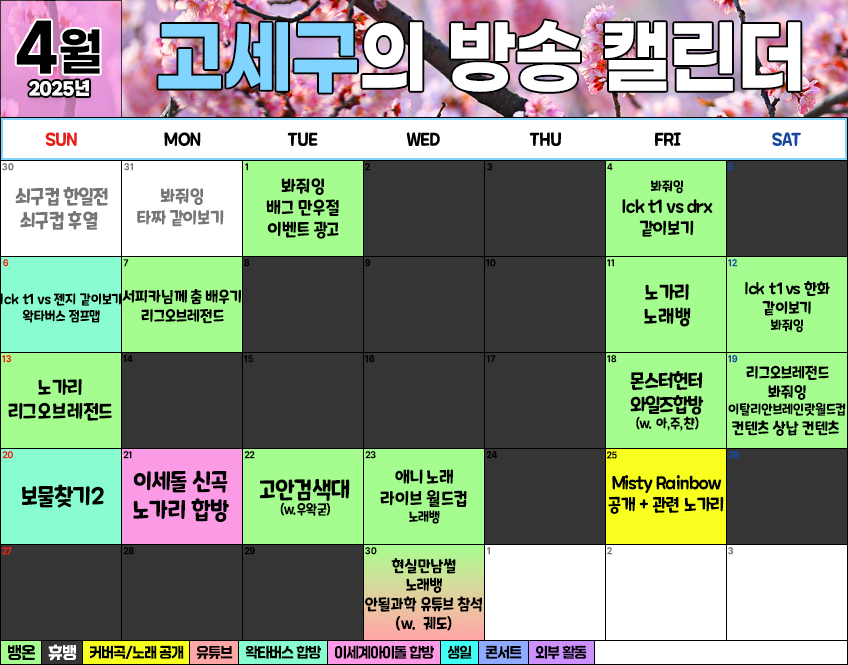 4월
2025년
고세구의 방송 캘린더
SUN MON TUE WED THU FRI SAT
30 31 1 2 3 4 5
쇠구컵 한일전
쇠구컵 후열
봐줘잉
타짜 같이보기
봐줘잉
배그 만우절
이벤트 광고
봐줘잉
lck t1 vs drx
같이보기
6 7 8 9 10 11 12
lck t1 vs 젠지 같이보기
왁타버스 점프맵
서피카님께 춤 배우기
리그오브레전드
노가리
노래뱅
lck t1 vs 한화
같이보기
봐줘잉
13 14 15 16 17 18 19
노가리
리그오브레전드
몬스터헌터
와일즈합방
(w. 아,주,챤)
리그오브레전드
봐줘잉
이탈리안브레인랏월드컵
컨텐츠 상납 컨텐츠
20 21 22 23 24 25 26
보물찾기2
이세돌 신곡
노가리 합방
고안검색대
(w.우왁굳)
애니 노래
라이브 월드컵
노래뱅
Misty Rainbow
공개 + 관련 노가리
27 28 29 30 1 2 3
현실만남썰
노래뱅
안될과학 유튜브 참석
(w. 궤도)
뱅온 휴뱅 커버곡/노래 공개 유튜브 왁타버스 합방 이세계아이돌 합방 생일 콘서트 외부 활동